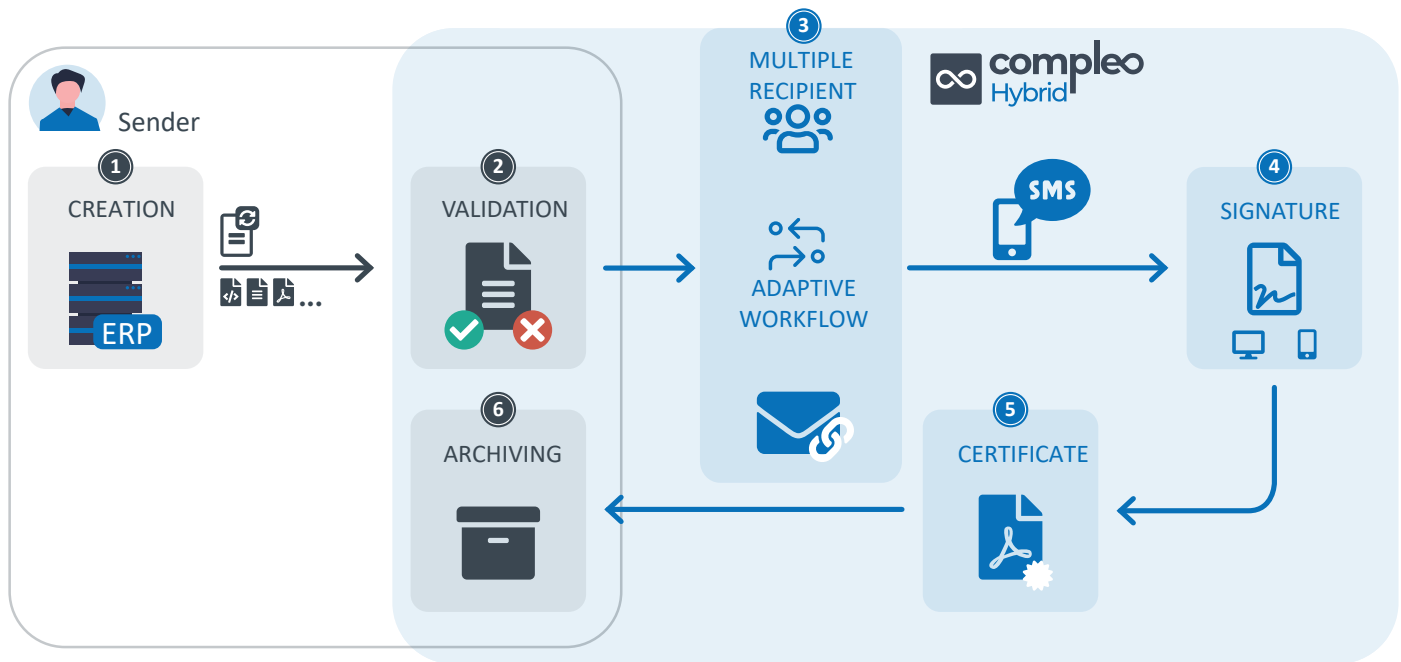 Sender
1
CREATION
ERP
</>
...
2
VALIDATION
3
MULTIPLE
RECIPIENT
ADAPTIVE
WORKFLOW
compleo
Hybrid
SMS
4
SIGNATURE
5
CERTIFICATE
6
ARCHIVING